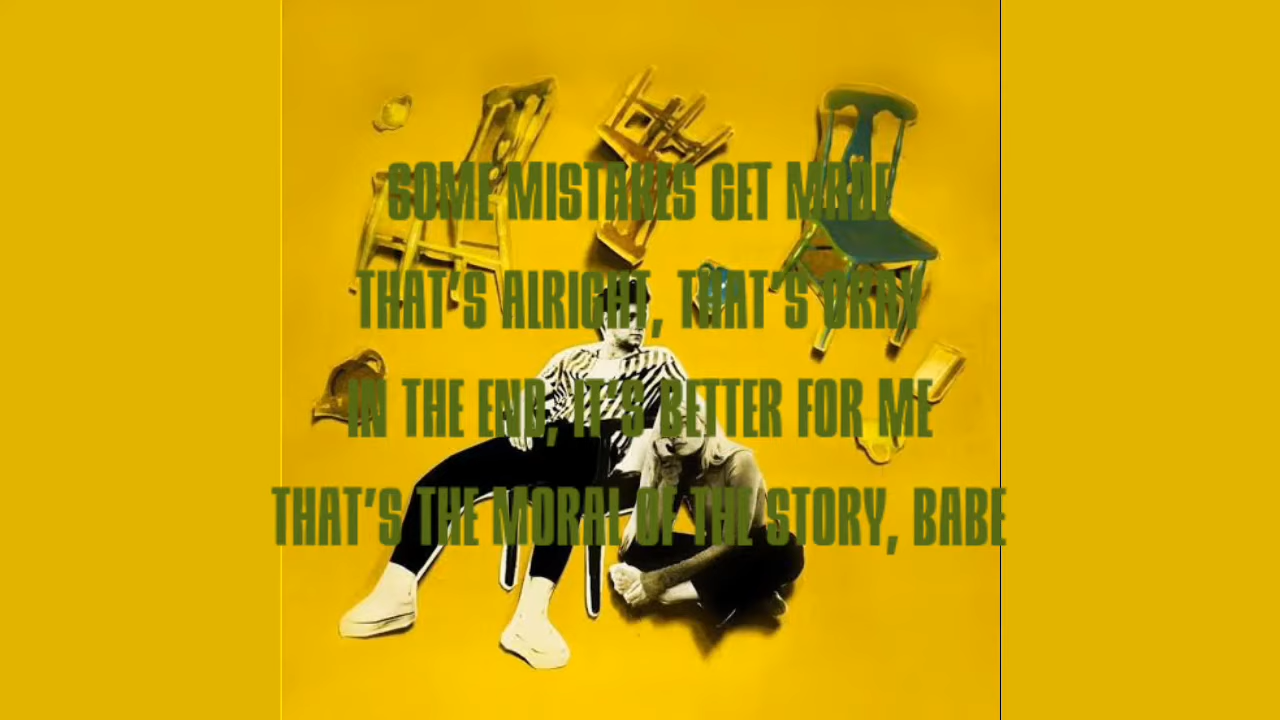 SOME MISTAKES GET MADE
THAT'S ALRIGHT, THAT'S OKAY
IN THE END, IT'S BETTER FOR ME
THAT'S THE MORAL OF THE STORY, BABE